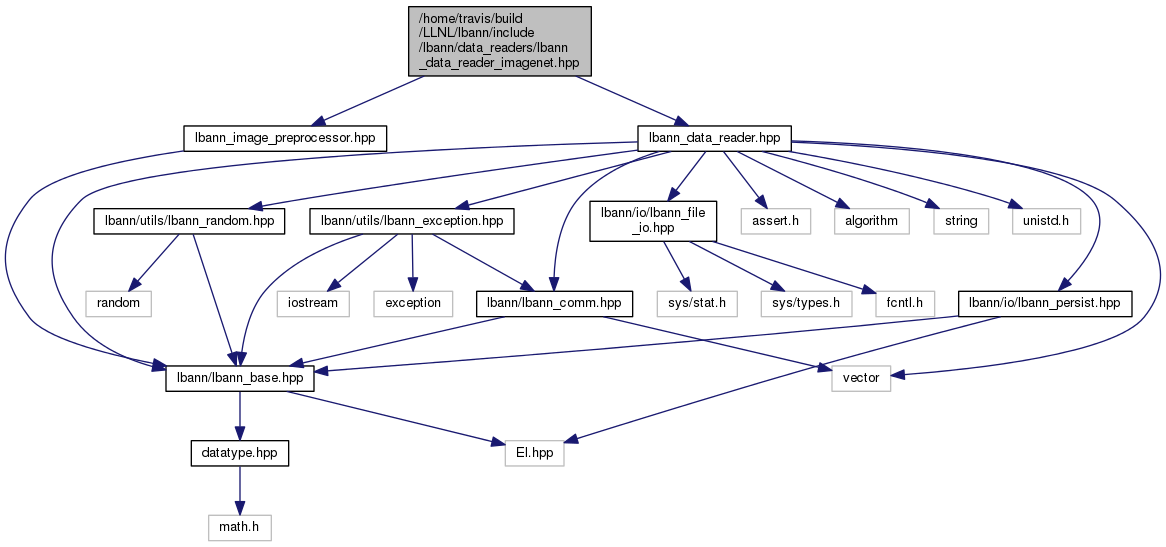 /home/travis/build
/LLNL/lbann/include
/lbann/data_readers/lbann
_data_reader_imagenet.hpp
lbann_image_preprocessor.hpp
lbann_data_reader.hpp
lbann/utils/lbann_random.hpp
lbann/utils/lbann_exception.hpp
lbann/io/lbann_file
_io.hpp
assert.h
algorithm
string
unistd.h
random
iostream
exception
lbann/lbann_comm.hpp
sys/stat.h
sys/types.h
fcntl.h
lbann/io/lbann_persist.hpp
lbann/lbann_base.hpp
vector
datatype.hpp
El.hpp
math.h